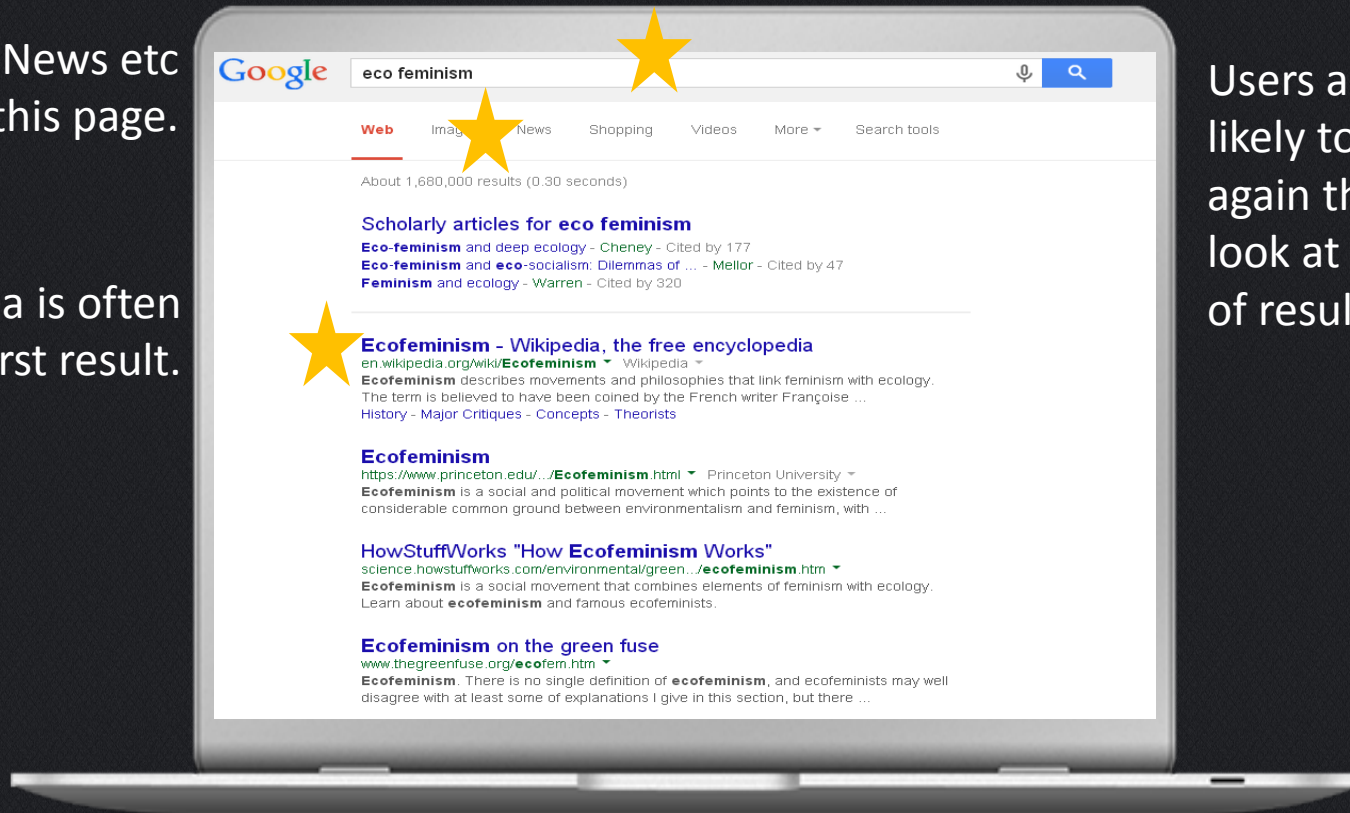 News etc
this page.
a is often
rst result.
Google
eco feminism
Web News Shopping Videos More Search tools
About 1,680,000 results (0.30 seconds)
Scholarly articles for eco feminism
Eco-feminism and deep ecology - Cheney - Cited by 177
Eco-feminism and eco-socialism: Dilemmas of ... - Mellor - Cited by 47
Feminism and ecology - Warren - Cited by 320
Ecofeminism - Wikipedia, the free encyclopedia
en.wikipedia.org/wiki/Ecofeminism Wikipedia
Ecofeminism describes movements and philosophies that link feminism with ecology.
The term is believed to have been coined by the French writer Françoise ...
History - Major Critiques - Concepts - Theorists
Ecofeminism
https://www.princeton.edu/.../Ecofeminism.html Princeton University
Ecofeminism is a social and political movement which points to the existence of
considerable common ground between environmentalism and feminism, with ...
HowStuffWorks "How Ecofeminism Works"
science.howstuffworks.com/environmental/green.../ecofeminism.htm
Ecofeminism is a social movement that combines elements of feminism with ecology.
Learn about ecofeminism and famous ecofeminists.
Ecofeminism on the green fuse
www.thegreenfuse.org/ecofem.htm
Ecofeminism. There is no single definition of ecofeminism, and ecofeminists may well
disagree with at least some of explanations I give in this section, but there ...
Users a
likely to
again th
look at
of resul